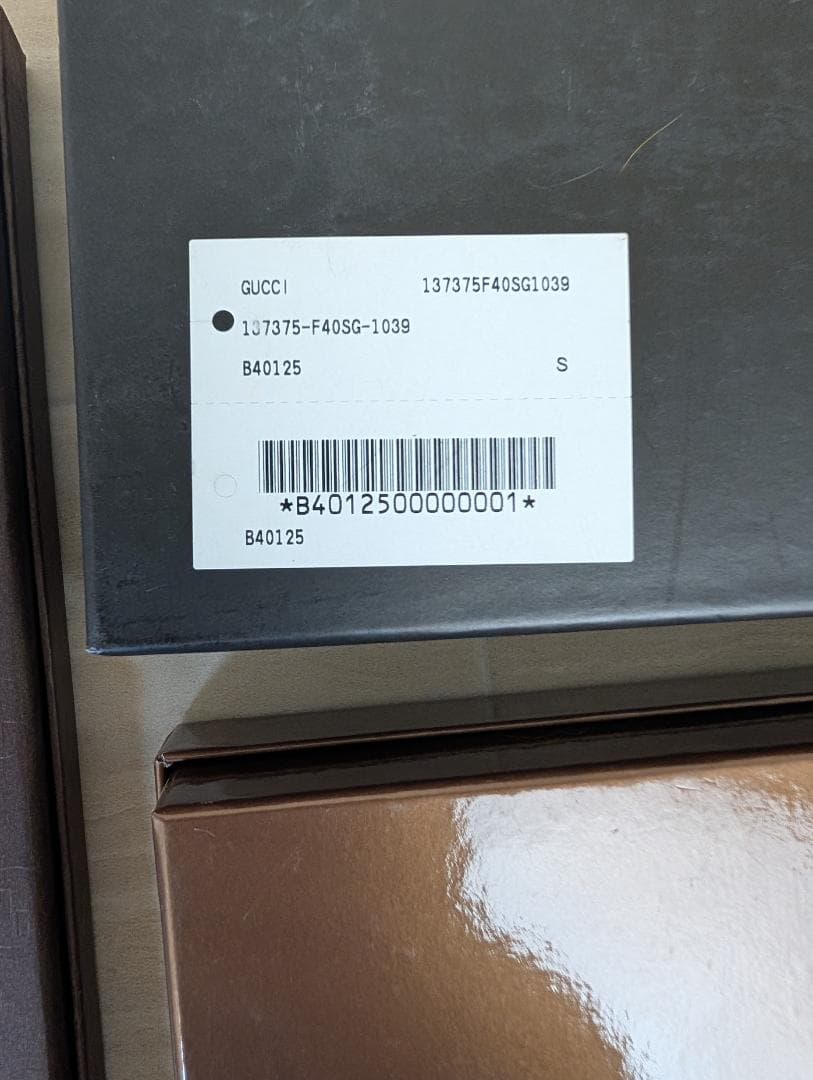 GUCCI 137375F40SG1039
137375-F40SG-1039
B40125 S
*B4012500000001*
B40125